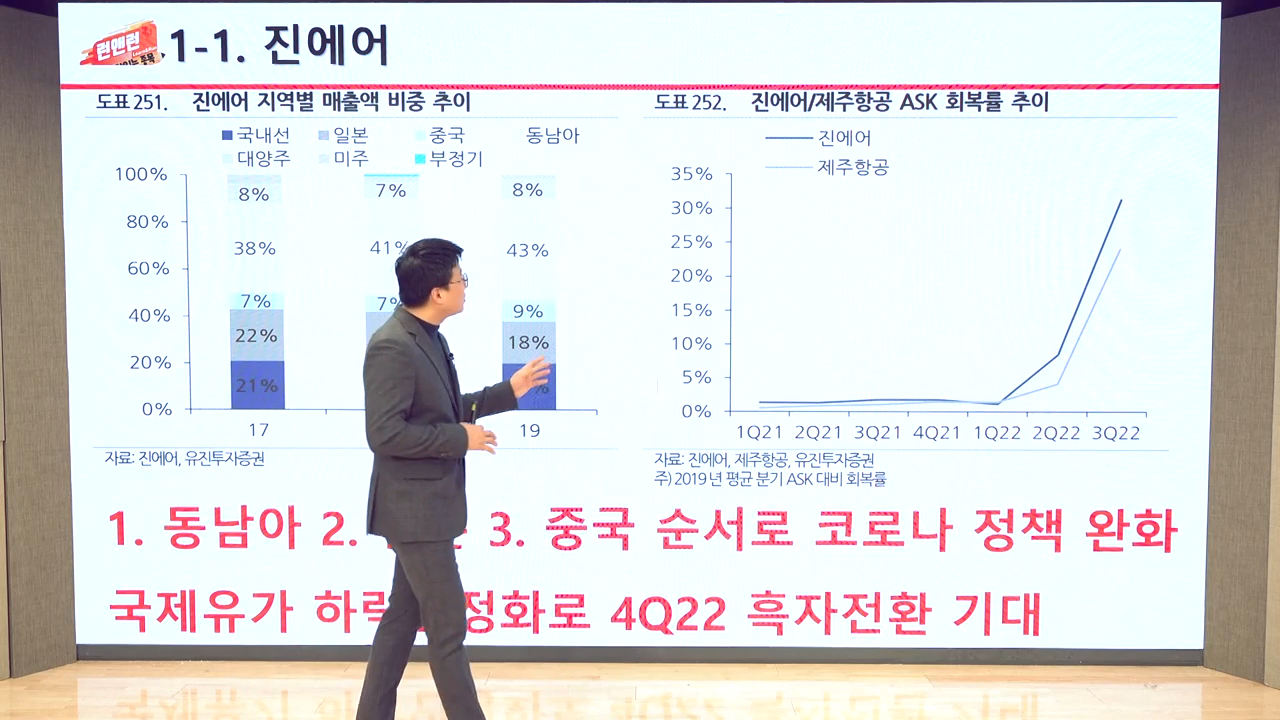 런앤런
1-1. 진에어
도표 251. 진에어 지역별 매출액 비중 추이
국내선 일본 중국 동남아
대양주 미주 부정기
100%
80%
60%
40%
20%
0%
8% 7% 8%
38% 41% 43%
7% 7% 9%
22% 18%
21% %
17 19
자료: 진에어, 유진투자증권
도표 252. 진에어/제주항공 ASK 회복률 추이
진에어
제주항공
35%
30%
25%
20%
15%
10%
5%
0%
1Q21 2Q21 3Q21 4Q21 1Q22 2Q22 3Q22
자료: 진에어, 제주항공, 유진투자증권
주) 2019년 평균 분기 ASK 대비 회복률
1. 동남아 2. 3. 중국 순서로 코로나 정책 완화
국제유가 정화로 4Q22 흑자전환 기대